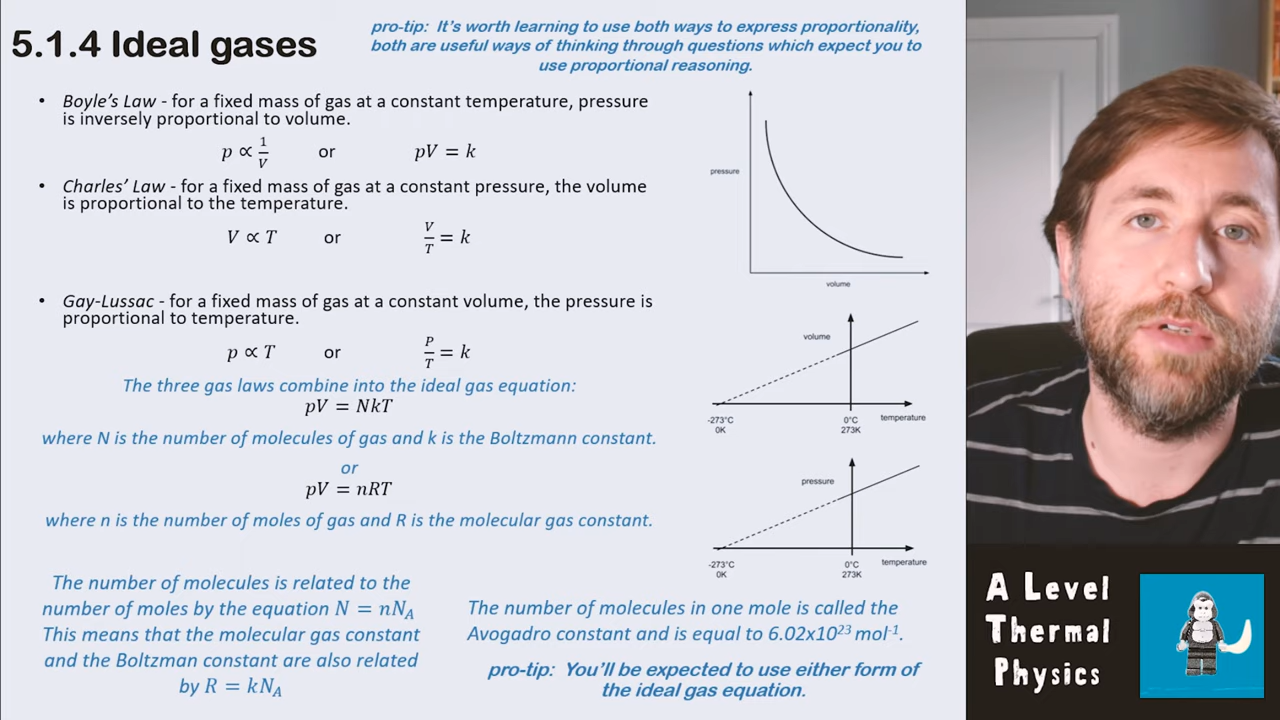 5.1.4 Ideal gases
pro-tip: It's worth learning to use both ways to express proportionality,
both are useful ways of thinking through questions which expect you to
use proportional reasoning.
• Boyle's Law - for a fixed mass of gas at a constant temperature, pressure
is inversely proportional to volume.
p ∝ 1/V or pV = k
• Charles' Law - for a fixed mass of gas at a constant pressure, the volume
is proportional to the temperature.
V ∝ T or V/T = k
• Gay-Lussac - for a fixed mass of gas at a constant volume, the pressure is
proportional to temperature.
p ∝ T or P/T = k
The three gas laws combine into the ideal gas equation:
pV = NkT
where N is the number of molecules of gas and k is the Boltzmann constant.
or
pV = nRT
where n is the number of moles of gas and R is the molecular gas constant.
The number of molecules is related to the
number of moles by the equation N = nN_A
This means that the molecular gas constant
and the Boltzman constant are also related
by R = kN_A
The number of molecules in one mole is called the
Avogadro constant and is equal to 6.02x10²³ mol⁻¹.
pro-tip: You'll be expected to use either form of
the ideal gas equation.
pressure
volume
volume
-273°C
0K
0°C
273K
temperature
pressure
-273°C
0K
0°C
273K
temperature
A Level
Thermal
Physics